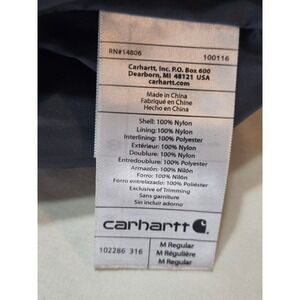 RN#14806 100116
Carhartt, Inc. P.O. Box 600
Dearborn, MI 48121 USA
carhartt.com
Made in China
Fabriqué en Chine
Hecho en China
Shell: 100% Nylon
Lining: 100% Nylon
Interlining: 100% Polyester
Extérieur: 100% Nylon
Doublure: 100% Nylon
Entredoublure: 100% Polyester
Armazón: 100% Nilón
Forro: 100% Nilón
Forro entrelazado: 100% Poliéster
Exclusive of Trimming
Sans garniture
Sin incluir adorno
carhartt
102286 316 M Regular
M Régulière
M Regular